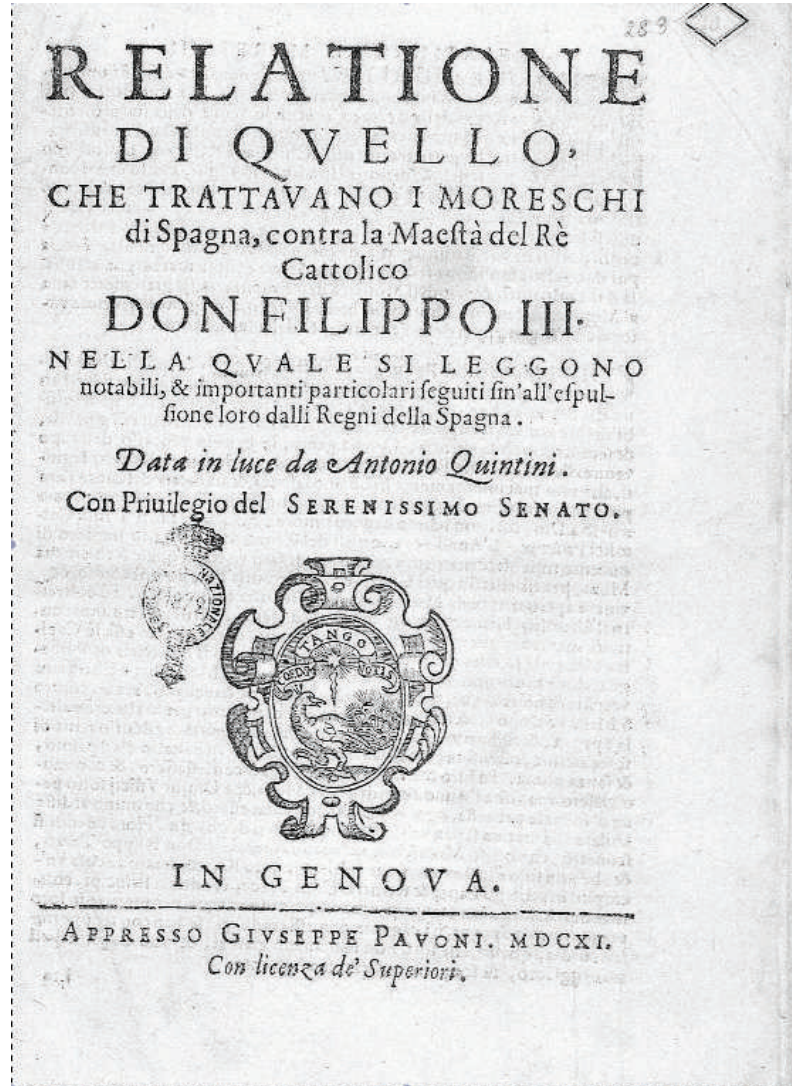 289
RELATIONE
DI QVELLO,
CHE TRATTAVANO I MORESCHI
di Spagna, contra la Maeſtà del Rè
Cattolico
DON FILIPPO III.
NELLA QVALE SI LEGGONO
notabili, & importanti particolari ſeguiti ſin'all'eſpul-
ſione loro dalli Regni della Spagna.
Data in luce da Antonio Quintini.
Con Priuilegio del SERENISSIMO SENATO.
NAZIONALE
TANGO
IN GENOVA.
APPRESSO GIVSEPPE PAVONI. MDCXI.
Con licenza de' Superiori.